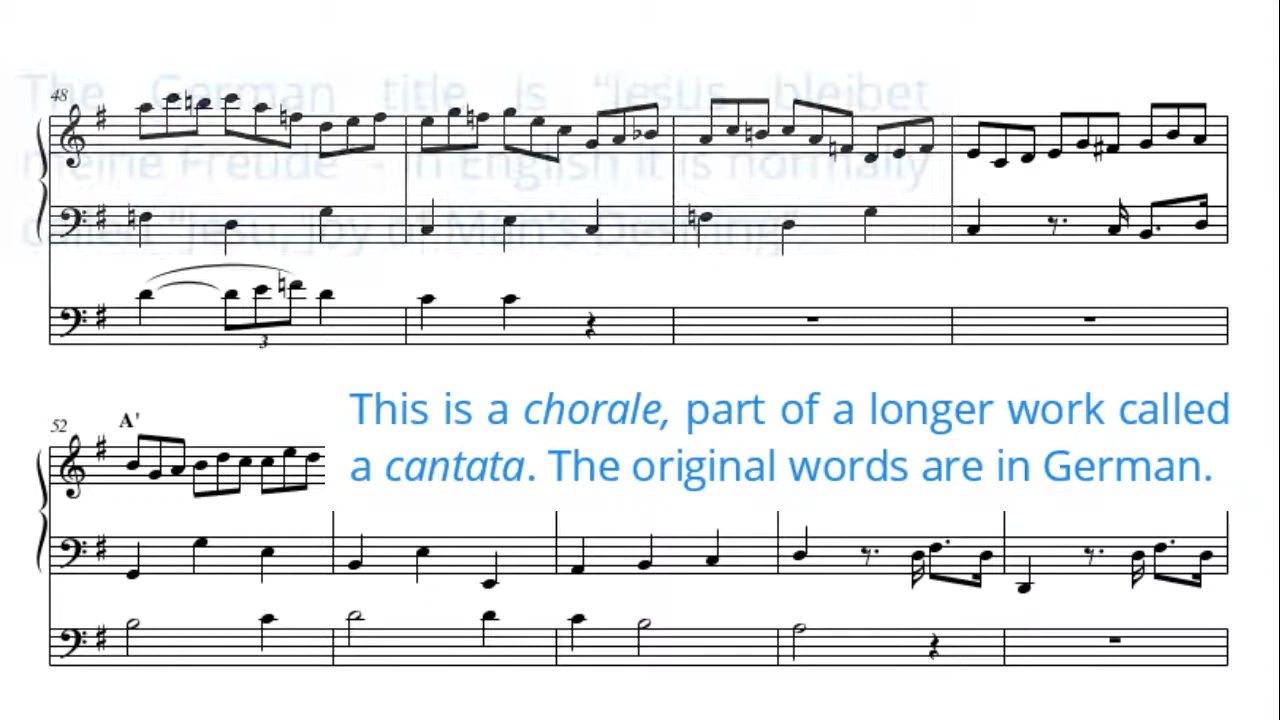 The German title is "Jesus bleibet
meine Freude" - in English it is normally
called "Jesu, Joy of Man's Desiring".
48
3
This is a chorale, part of a longer work called
a cantata. The original words are in German.
52
A'